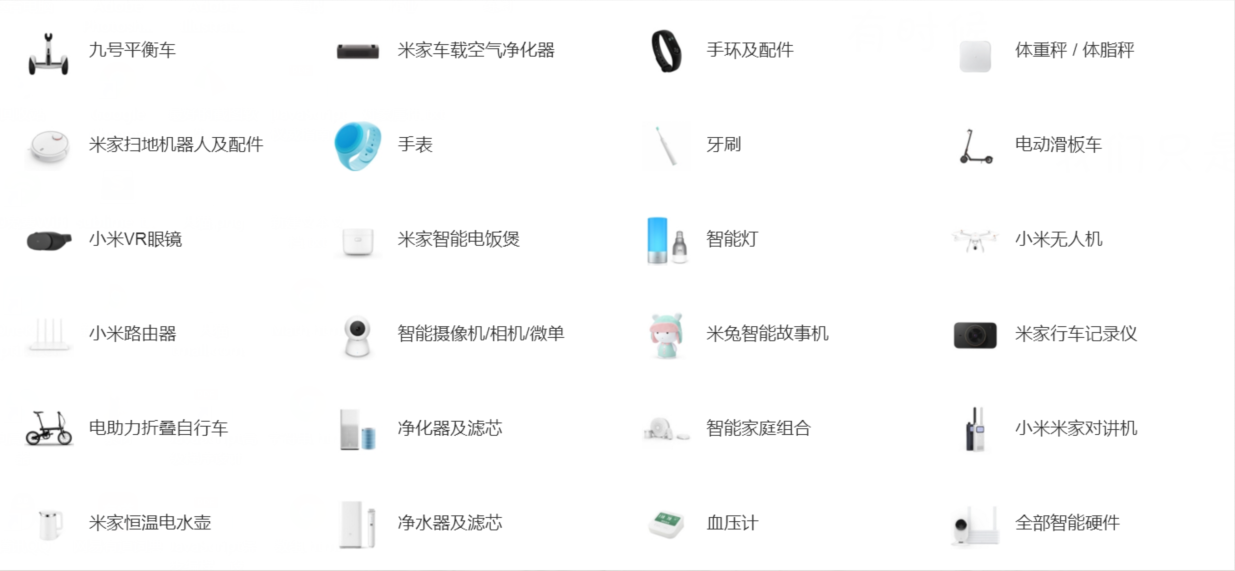 九号平衡车
米家车载空气净化器
手环及配件
体重秤 / 体脂秤
米家扫地机器人及配件
手表
牙刷
电动滑板车
小米VR眼镜
米家智能电饭煲
智能灯
小米无人机
小米路由器
智能摄像机/相机/微单
米兔智能故事机
米家行车记录仪
电助力折叠自行车
净化器及滤芯
智能家庭组合
小米米家对讲机
米家恒温电水壶
净水器及滤芯
血压计
全部智能硬件